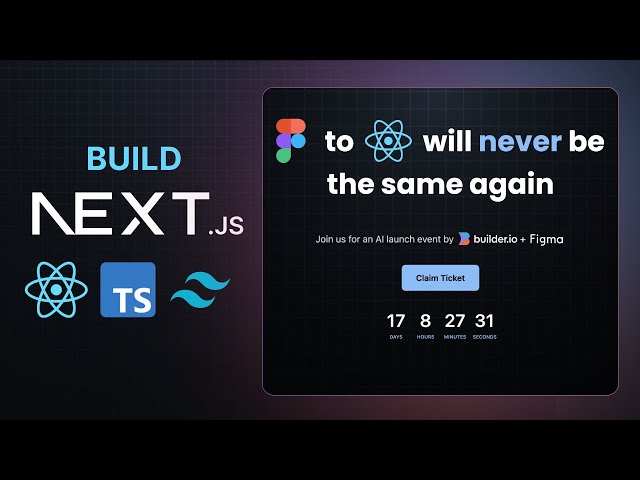 BUILD
NEXT.JS
TS
to will never be
the same again
Join us for an AI launch event by builder.io + Figma
Claim Ticket
17 8 27 31
DAYS HOURS MINUTES SECONDS